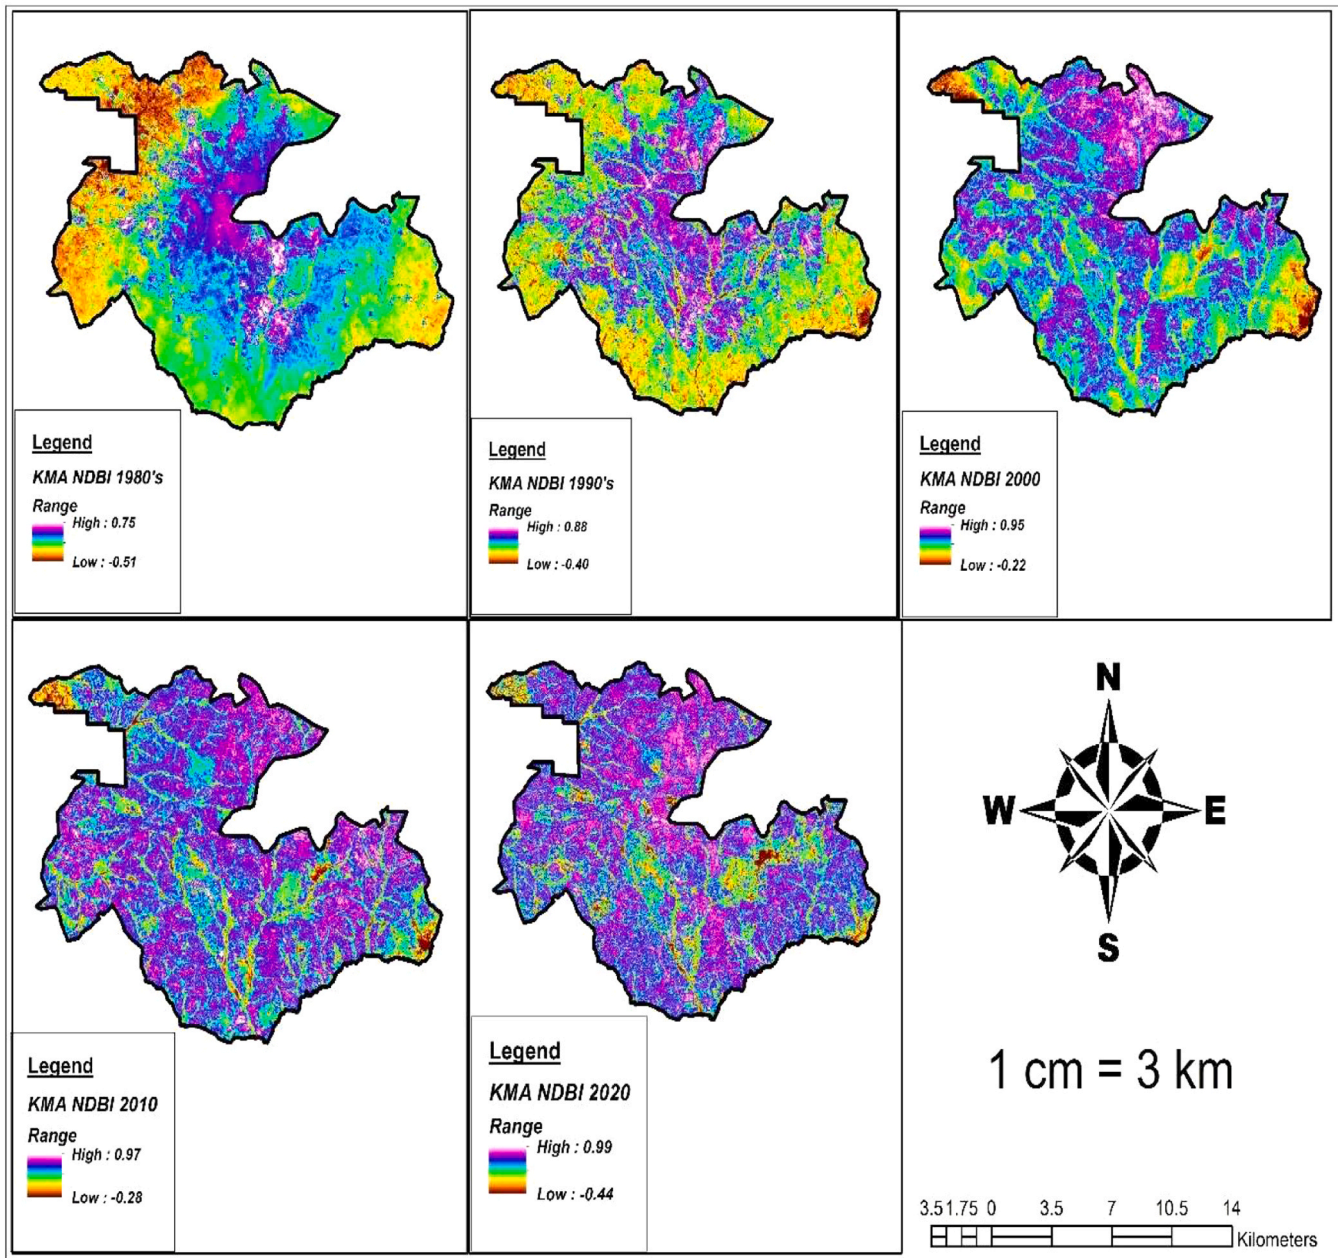 Legend
KMA NDBI 1980's
Range
High : 0.75
Low : -0.51
Legend
KMA NDBI 1990's
Range
High : 0.88
Low : -0.40
Legend
KMA NDBI 2000
Range
High : 0.95
Low : -0.22
Legend
KMA NDBI 2010
Range
High : 0.97
Low : -0.28
Legend
KMA NDBI 2020
Range
High : 0.99
Low : -0.44
N
W E
S
1 cm = 3 km
3.5 1.75 0 3.5 7 10.5 14
Kilometers